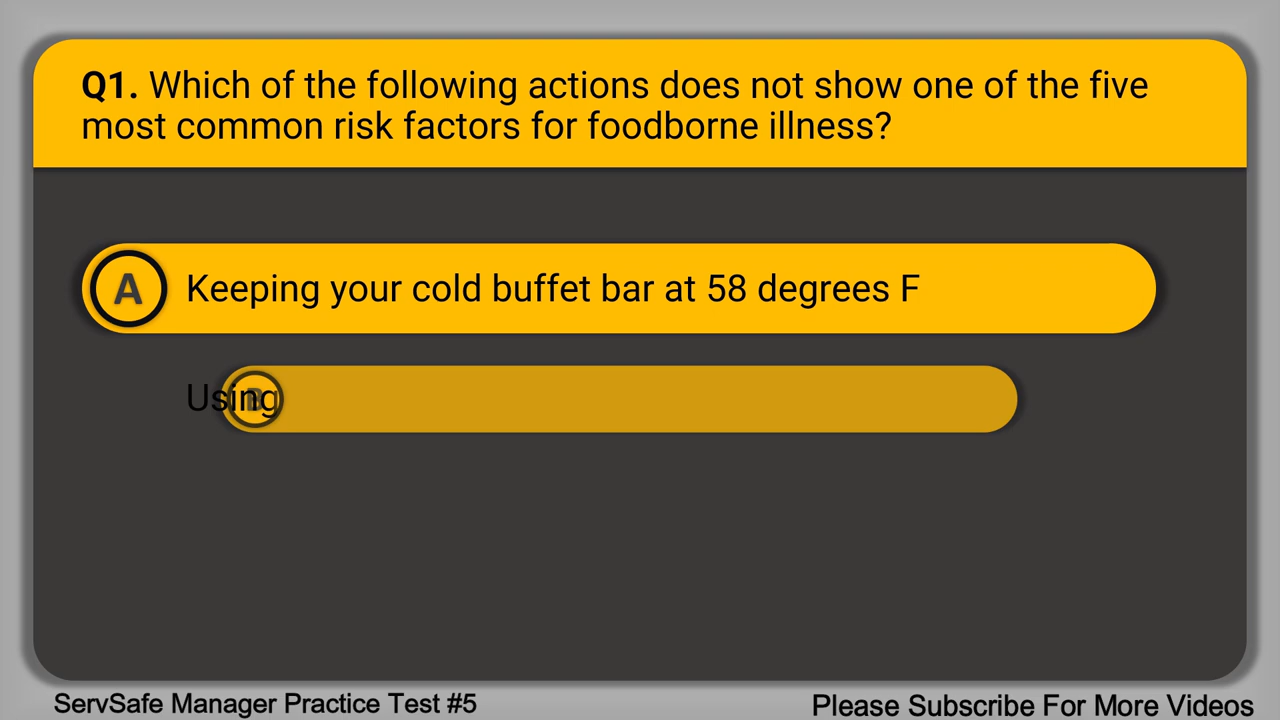 Q1. Which of the following actions does not show one of the five
most common risk factors for foodborne illness?
A Keeping your cold buffet bar at 58 degrees F
Using
ServSafe Manager Practice Test #5
Please Subscribe For More Videos